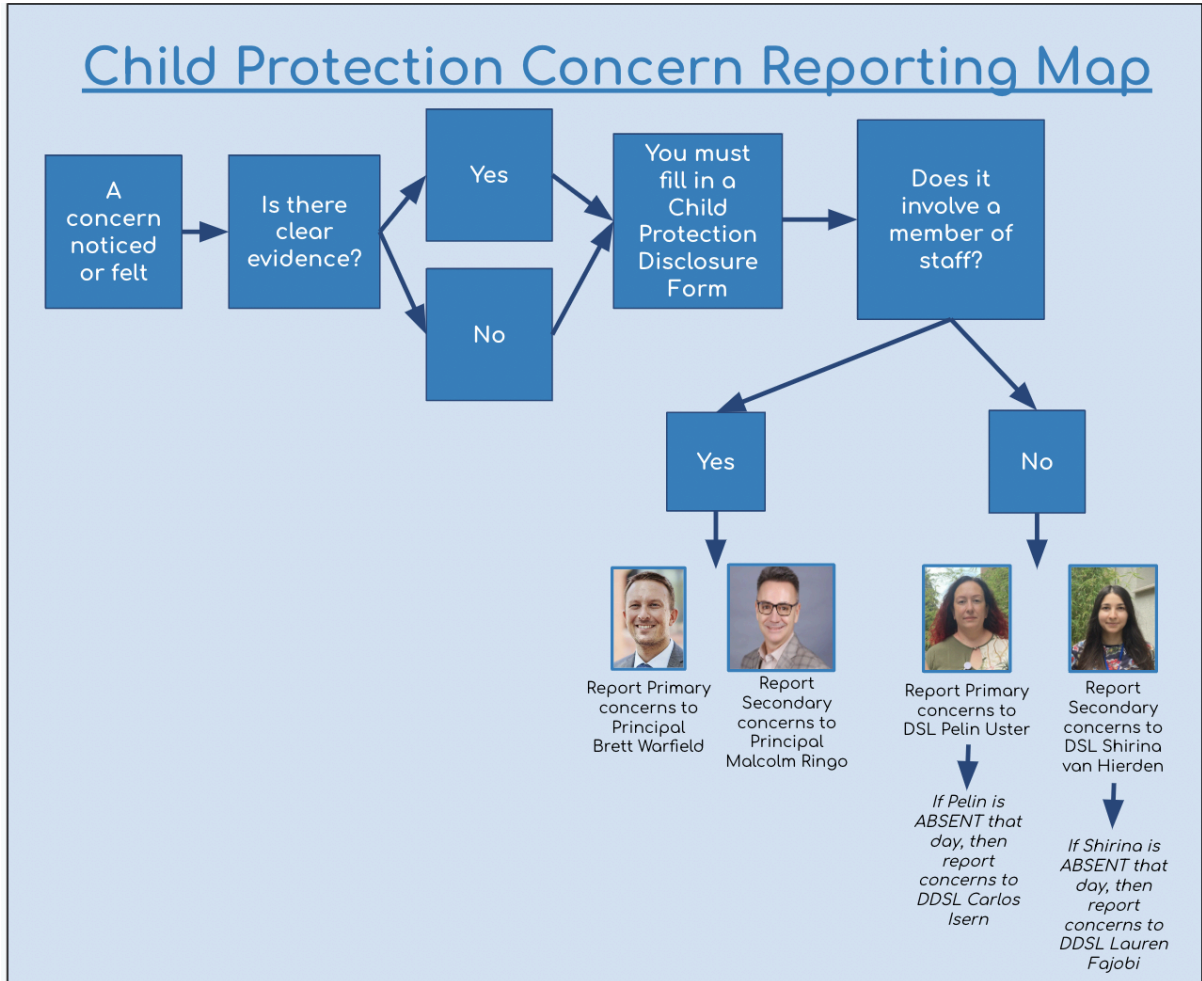 Child Protection Concern Reporting Map
A
concern
noticed
or felt
Is there
clear
evidence?
Yes
No
You must
fill in a
Child
Protection
Disclosure
Form
Does it
involve a
member of
staff?
Yes
No
Report Primary
concerns to
Principal
Brett Warfield
Report
Secondary
concerns to
Principal
Malcolm Ringo
Report Primary
concerns to
DSL Pelin Uster
If Pelin is
ABSENT that
day, then
report
concerns to
DDSL Carlos
Isern
Report
Secondary
concerns to
DSL Shirina
van Hierden
If Shirina is
ABSENT that
day, then
report
concerns to
DDSL Lauren
Fajobi